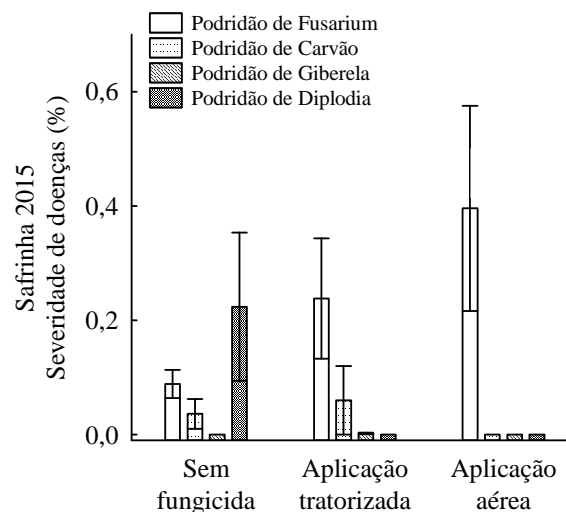 Podridão de Fusarium
Podridão de Carvão
Podridão de Giberela
Podridão de Diplodia
Safrinha 2015
Severidade de doenças (%)
0,6
0,4
0,2
0,0
Sem fungicida
Aplicação tratorizada
Aplicação aérea